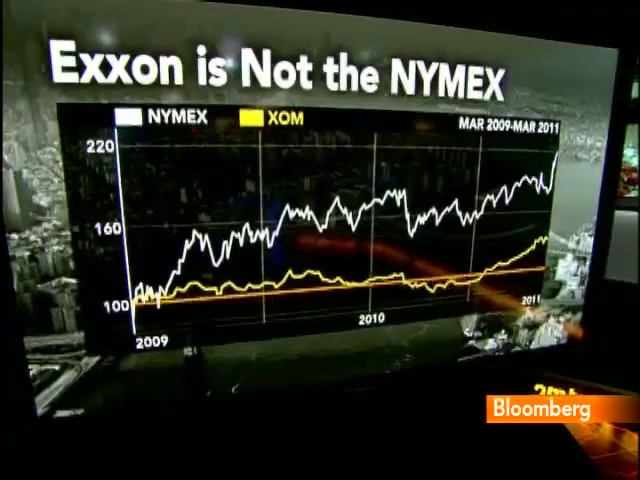 Exxon is Not the NYMEX
NYMEX
XOM
MAR 2009-MAR 2011
220
160
100
2009
2010
2011
Bloomberg